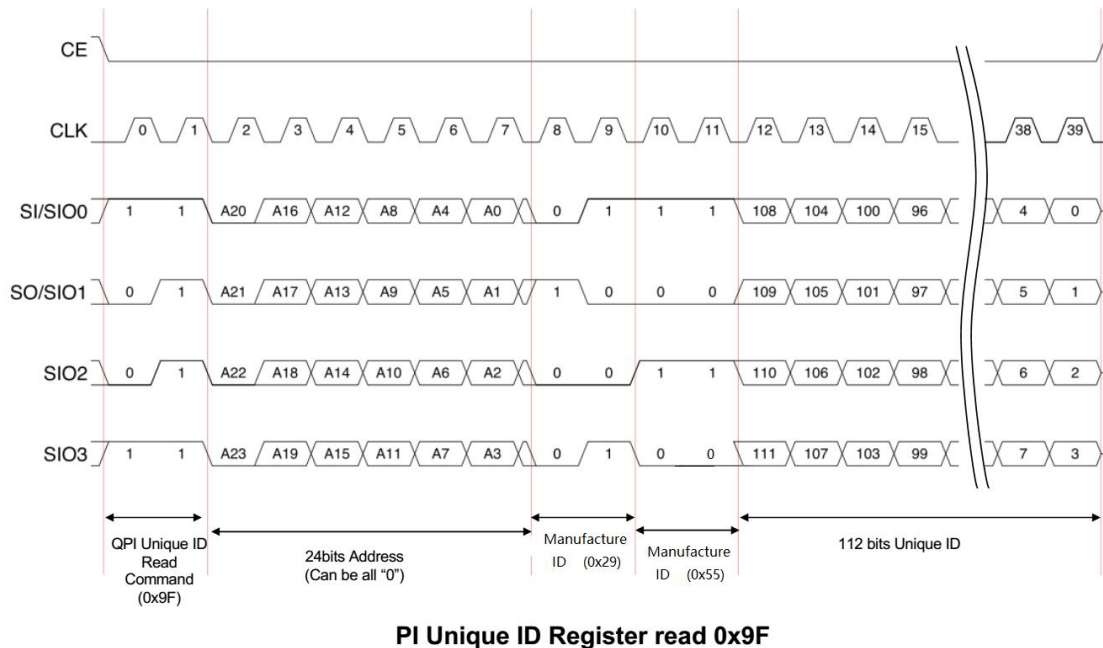 CE
CLK 0 1 2 3 4 5 6 7 8 9 10 11 12 13 14 15 38 39
SI/SIO0 1 1 A20 A16 A12 A8 A4 A0 0 1 1 1 108 104 100 96 4 0
SO/SIO1 0 1 A21 A17 A13 A9 A5 A1 1 0 0 0 109 105 101 97 5 1
SIO2 0 1 A22 A18 A14 A10 A6 A2 0 0 1 1 110 106 102 98 6 2
SIO3 1 1 A23 A19 A15 A11 A7 A3 0 1 0 0 111 107 103 99 7 3
QPI Unique ID
Read
Command
(0x9F)
24bits Address
(Can be all “0”)
Manufacture
ID (0x29)
Manufacture
ID (0x55)
112 bits Unique ID
PI Unique ID Register read 0x9F